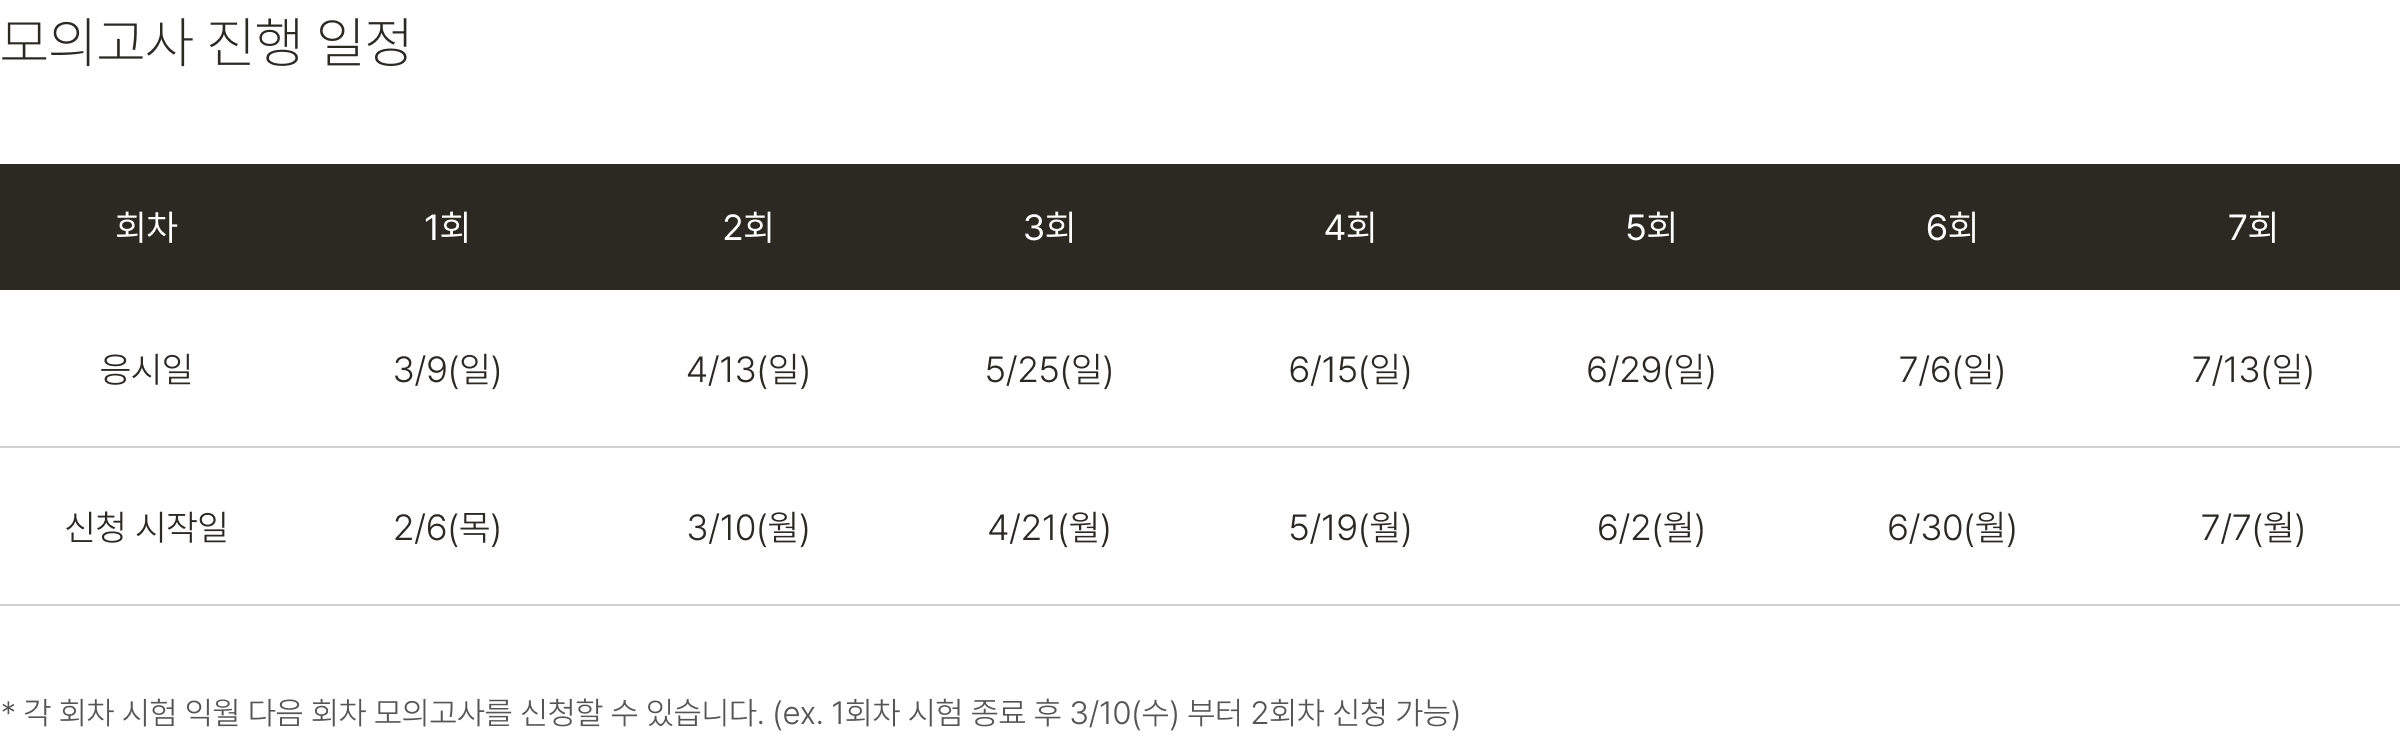 모의고사 진행 일정
회차 1회 2회 3회 4회 5회 6회 7회
응시일 3/9(일) 4/13(일) 5/25(일) 6/15(일) 6/29(일) 7/6(일) 7/13(일)
신청 시작일 2/6(목) 3/10(월) 4/21(월) 5/19(월) 6/2(월) 6/30(월) 7/7(월)
* 각 회차 시험 익월 다음 회차 모의고사를 신청할 수 있습니다. (ex. 1회차 시험 종료 후 3/10(수) 부터 2회차 신청 가능)